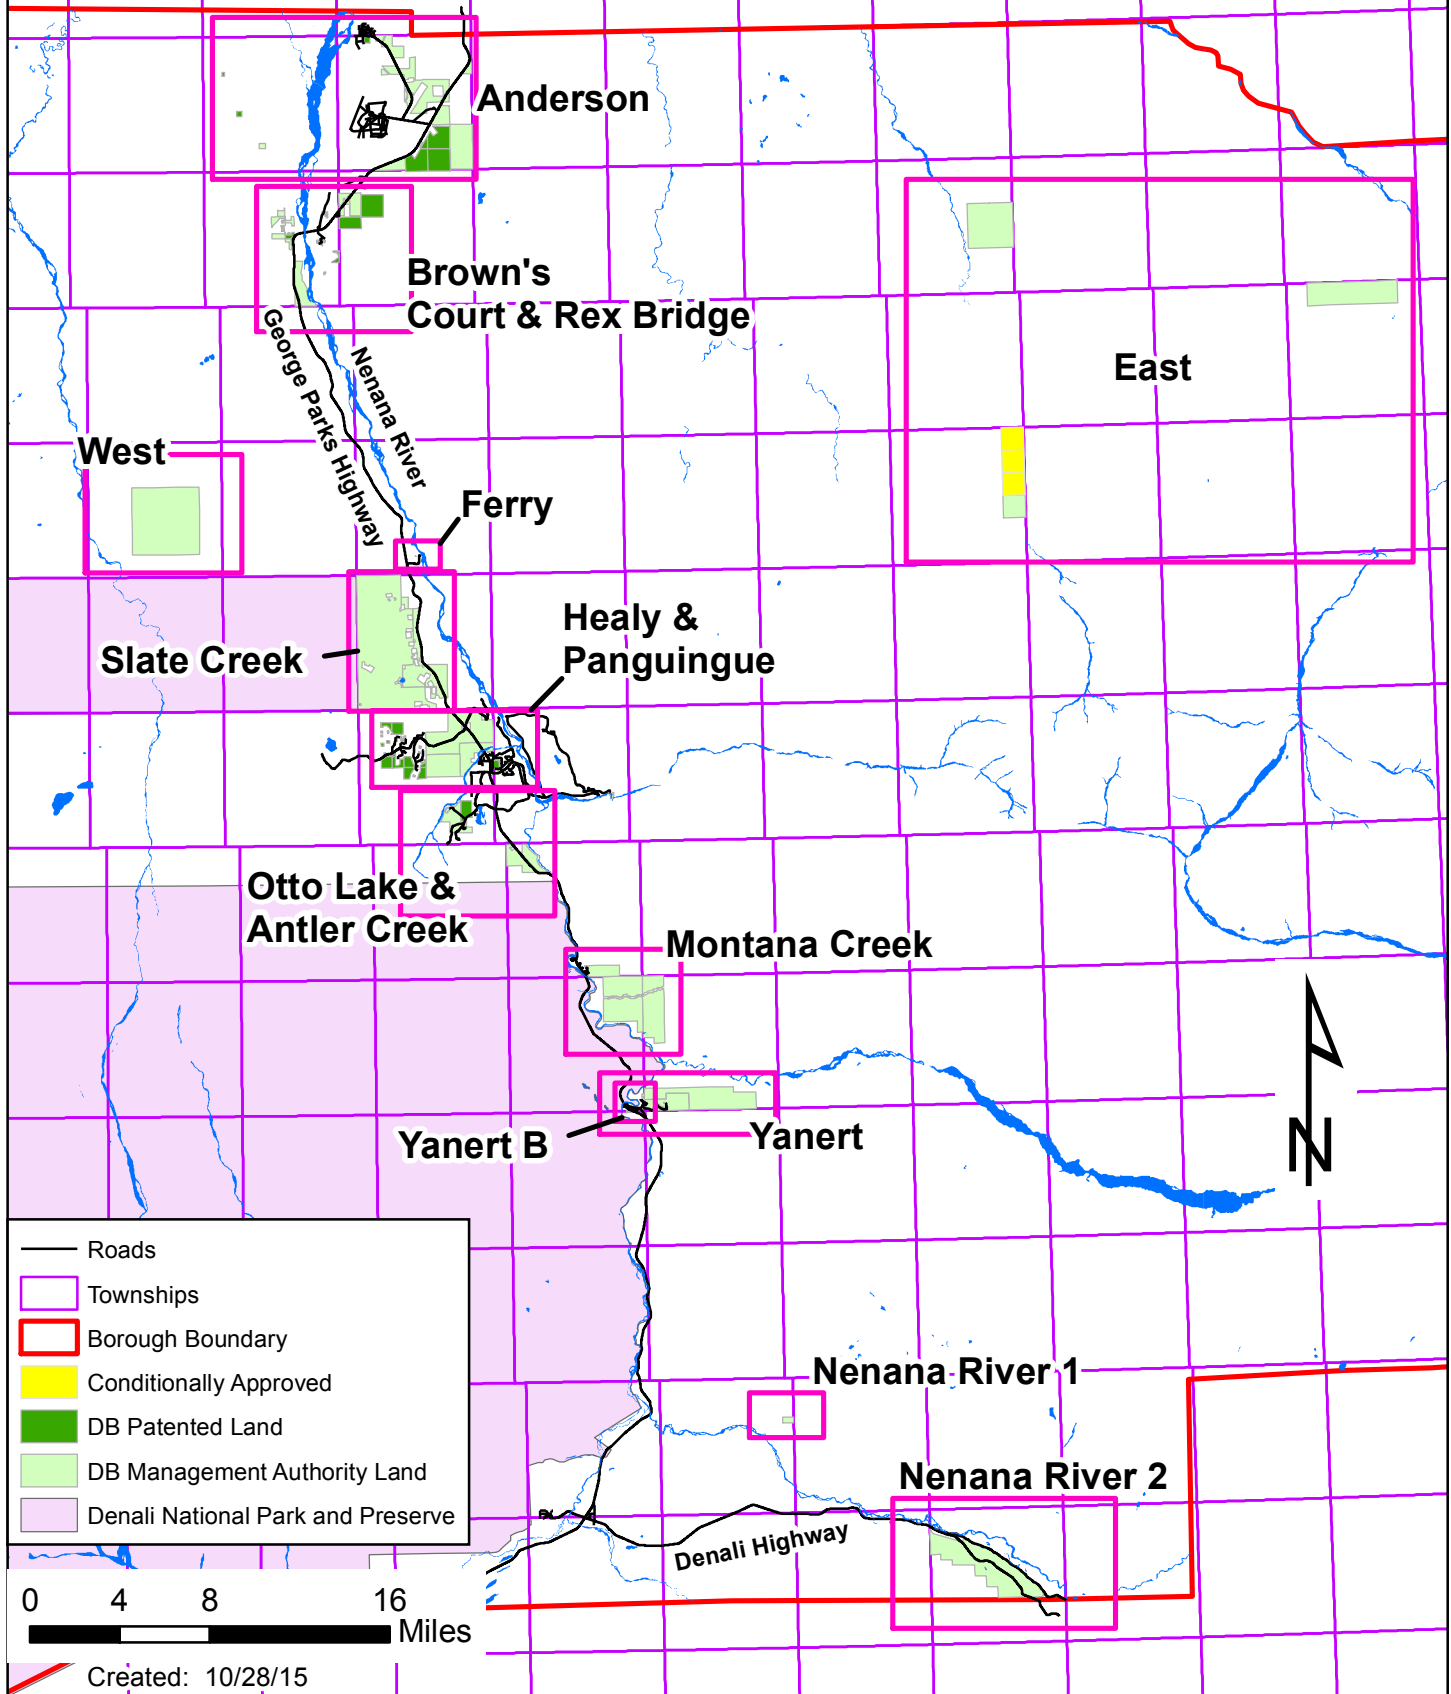 Anderson
Brown's
Court & Rex Bridge
George Parks Highway
Nenana River
East
West
Ferry
Healy &
Panguingue
Slate Creek
Otto Lake &
Antler Creek
Montana Creek
Yanert B
Yanert
N
Roads
Townships
Borough Boundary
Conditionally Approved
DB Patented Land
DB Management Authority Land
Denali National Park and Preserve
Nenana River 1
Nenana River 2
Denali Highway
0 4 8 16
Miles
Created: 10/28/15